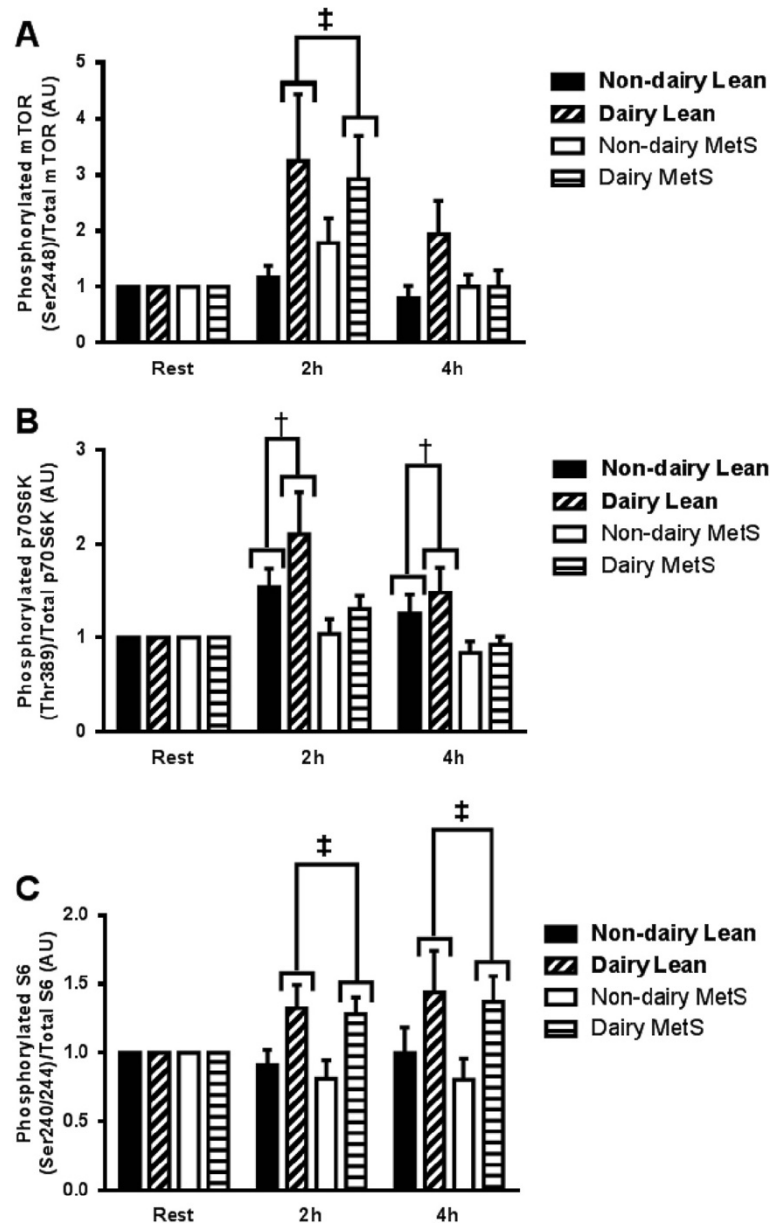 A
‡
Phosphorylated mTOR
(Ser2448)/Total mTOR (AU)
5
4
3
2
1
0
Rest
2h
4h
Non-dairy Lean
Dairy Lean
Non-dairy MetS
Dairy MetS
B
†
†
Phosphorylated p70S6K
(Thr389)/Total p70S6K (AU)
3
2
1
0
Rest
2h
4h
Non-dairy Lean
Dairy Lean
Non-dairy MetS
Dairy MetS
C
‡
‡
Phosphorylated S6
(Ser240/244)/Total S6 (AU)
2.0
1.5
1.0
0.5
0.0
Rest
2h
4h
Non-dairy Lean
Dairy Lean
Non-dairy MetS
Dairy MetS